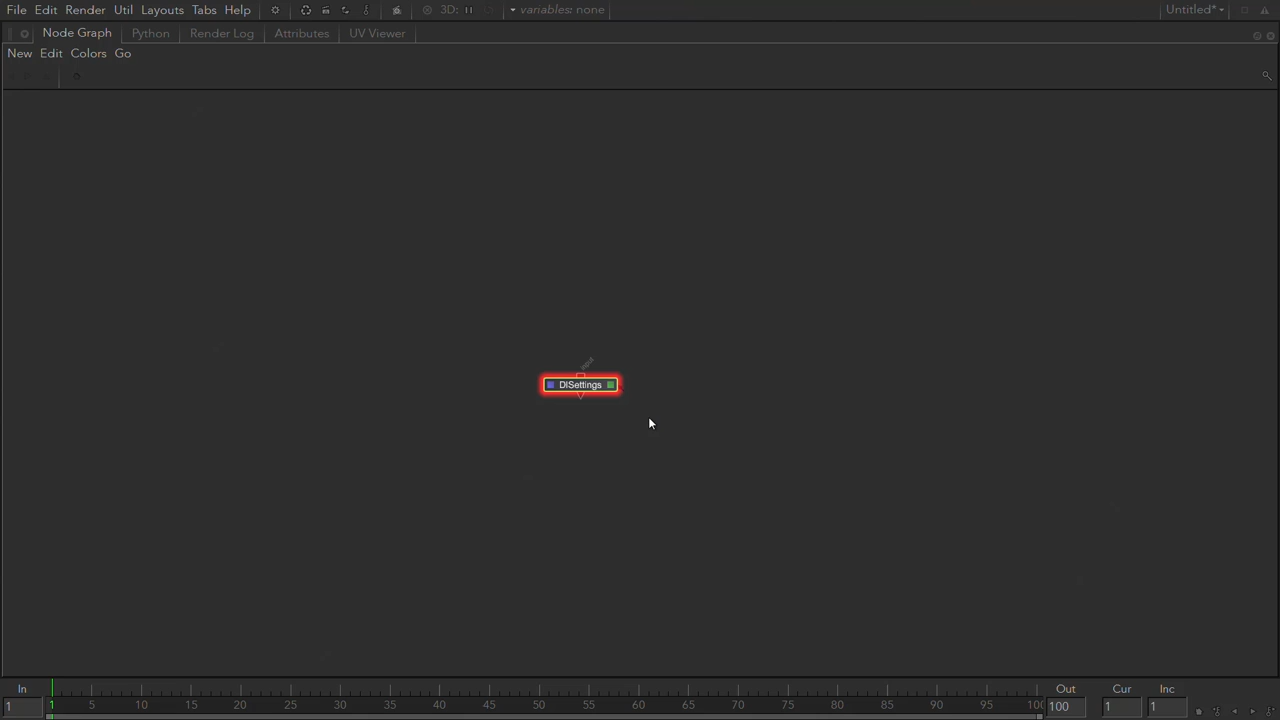 File Edit Render Util Layouts Tabs Help 3D: variables: none Untitled*
Node Graph Python Render Log Attributes UV Viewer
New Edit Colors Go
input
DlSettings
In Out Cur Inc
1 1 5 10 15 20 25 30 35 40 45 50 55 60 65 70 75 80 85 90 95 100 100 1 1